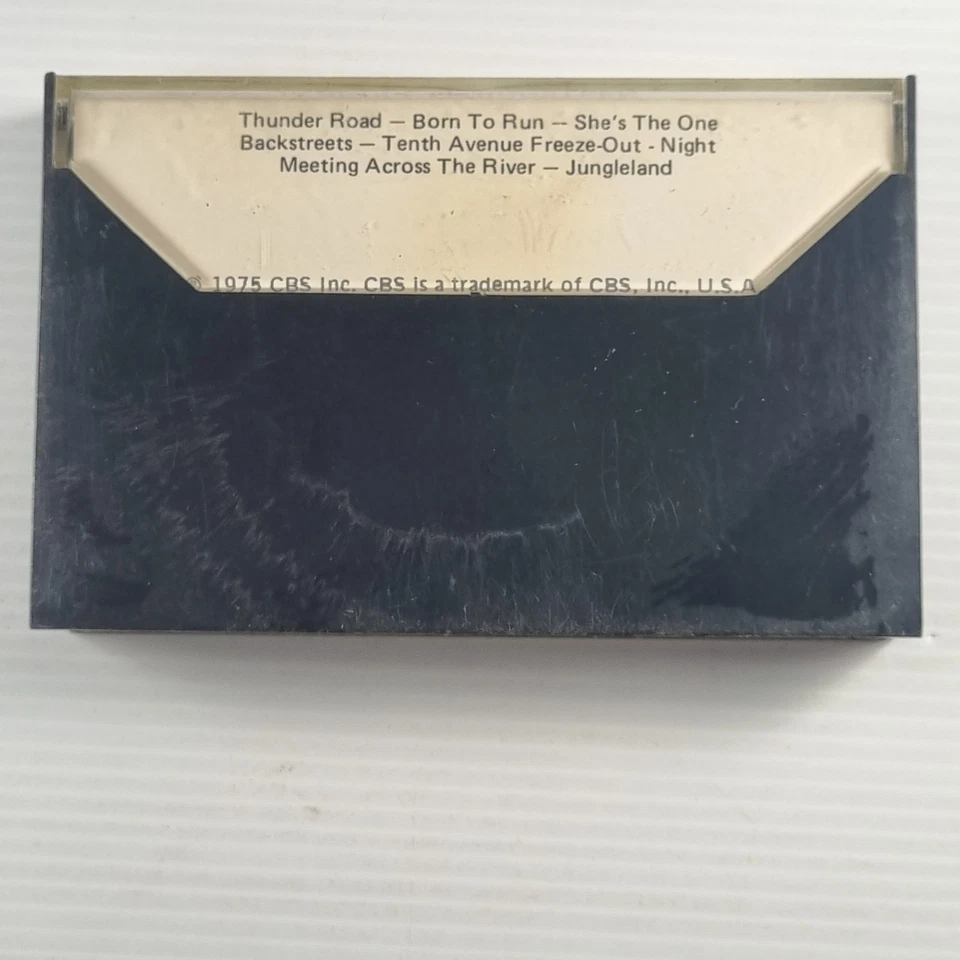 Thunder Road — Born To Run — She's The One
Backstreets — Tenth Avenue Freeze-Out - Night
Meeting Across The River — Jungleland
℗ 1975 CBS Inc. CBS is a trademark of CBS, Inc., U.S.A